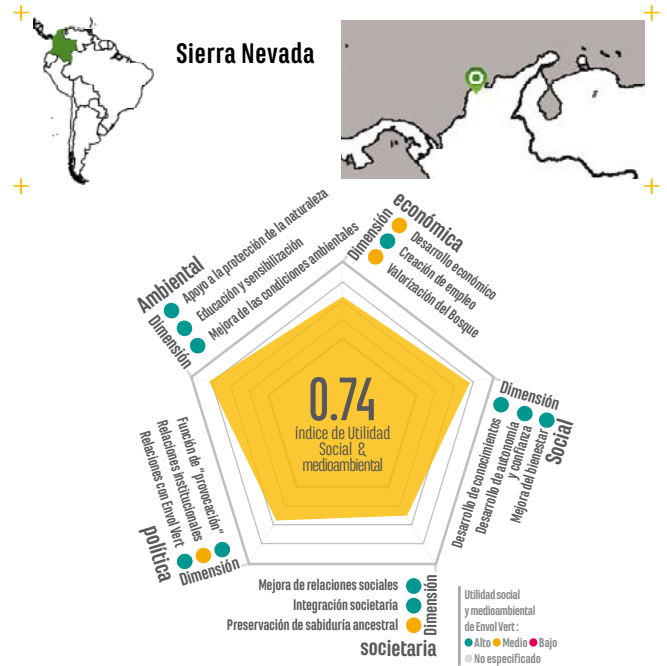 Sierra Nevada
Dimensión
Ambiental
Apoyo a la protección de la naturaleza
Educación y sensibilización
Mejora de las condiciones ambientales
Dimensión
económica
Desarrollo económico
Creación de empleo
Valorización del Bosque
0.74
índice de Utilidad
Social &
medioambiental
Dimensión
Social
Desarrollo de conocimientos
Desarrollo de autonomía
y confianza
Mejora del bienestar
Función de "provocación"
Relaciones institucionales
Relaciones con Envol Vert
Dimensión
política
Mejora de relaciones sociales
Integración societaria
Preservación de sabiduría ancestral
Dimensión
societaria
Utilidad social
y medioambiental
de Envol Vert :
Alto Medio Bajo
No especificado